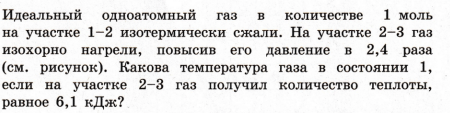 Идеальный одноатомный газ в количестве 1 моль
на участке 1–2 изотермически сжали. На участке 2–3 газ
изохорно нагрели, повысив его давление в 2,4 раза
(см. рисунок). Какова температура газа в состоянии 1,
если на участке 2–3 газ получил количество теплоты,
равное 6,1 кДж?